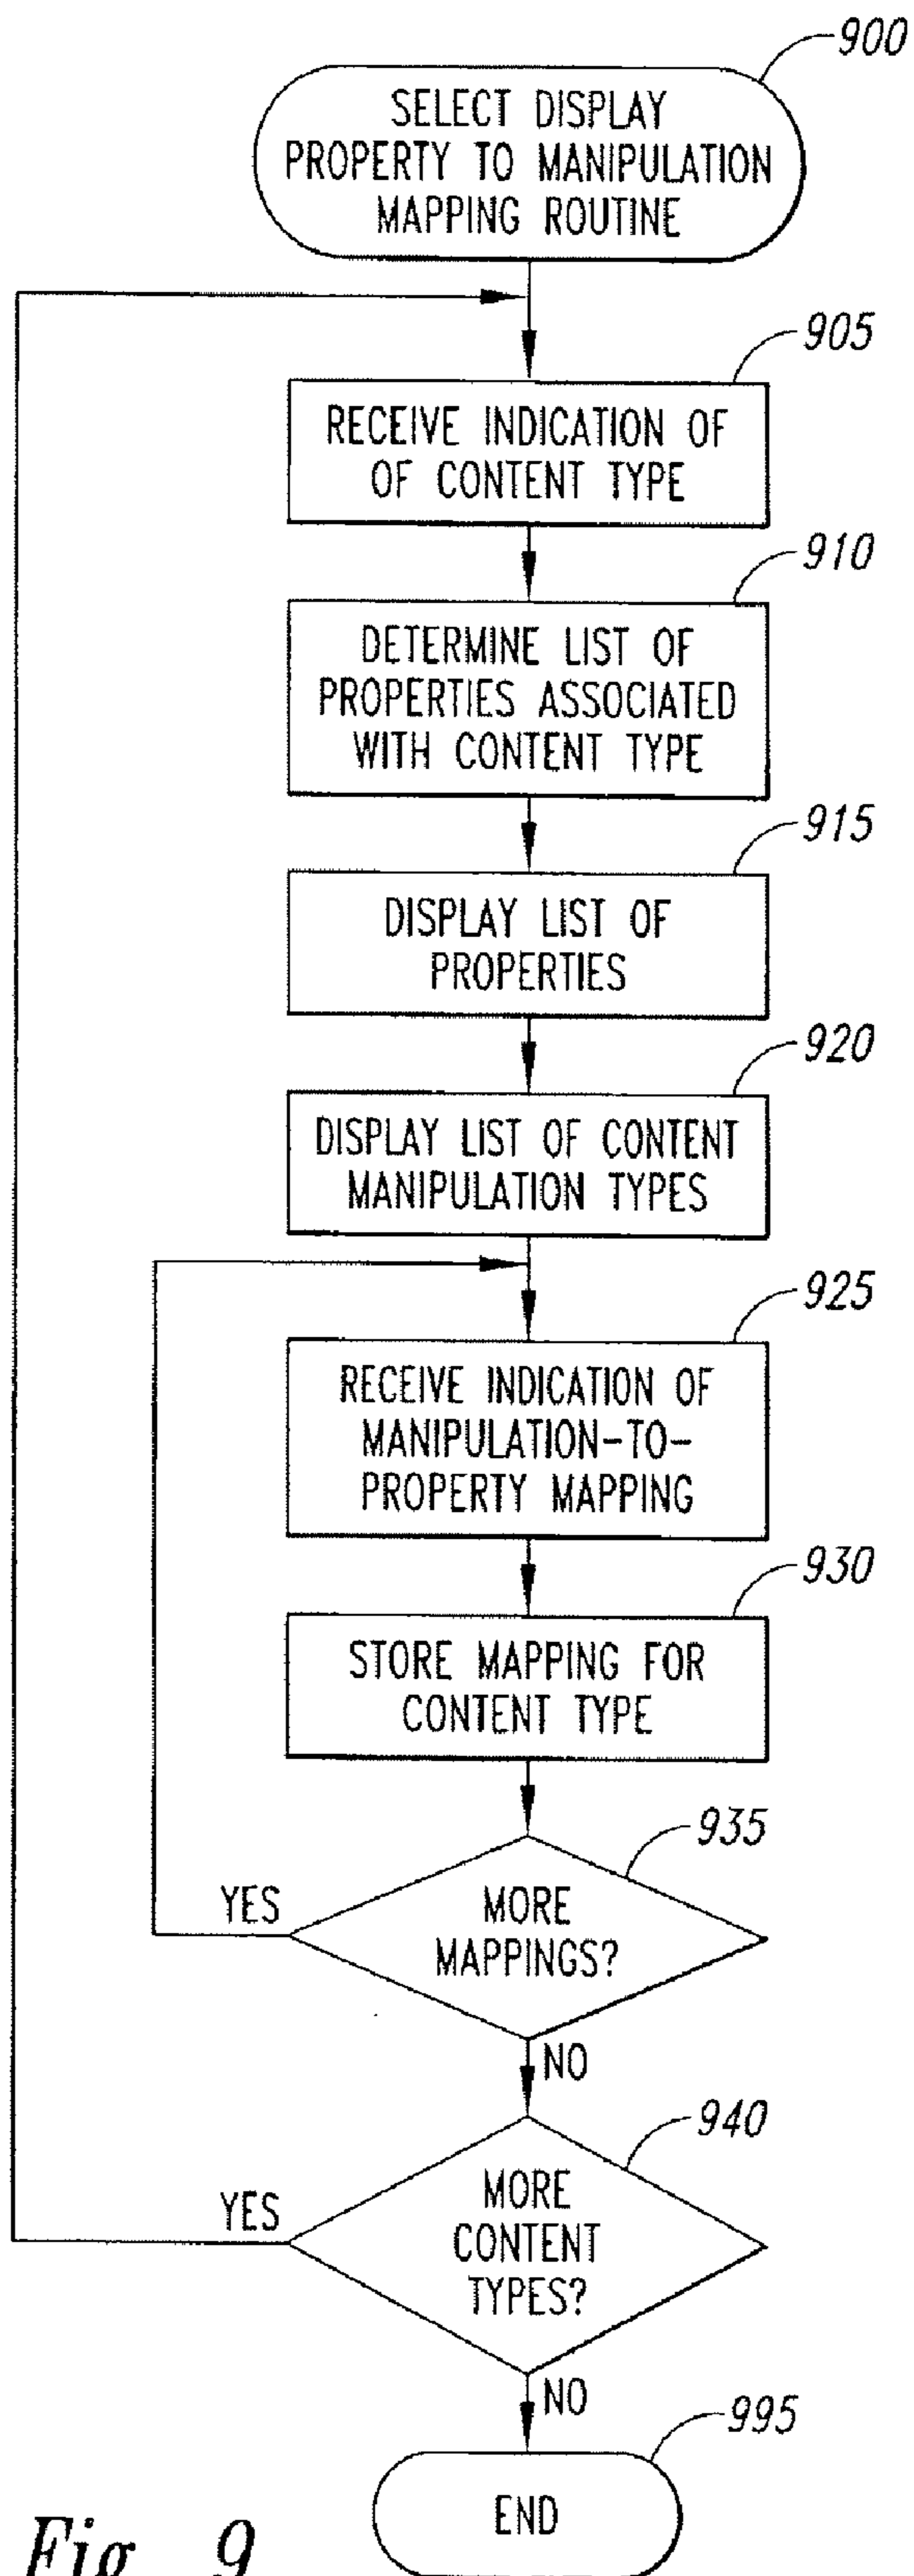 900
SELECT DISPLAY
PROPERTY TO MANIPULATION
MAPPING ROUTINE
905
RECEIVE INDICATION OF
OF CONTENT TYPE
910
DETERMINE LIST OF
PROPERTIES ASSOCIATED
WITH CONTENT TYPE
915
DISPLAY LIST OF
PROPERTIES
920
DISPLAY LIST OF CONTENT
MANIPULATION TYPES
925
RECEIVE INDICATION OF
MANIPULATION-TO-
PROPERTY MAPPING
930
STORE MAPPING FOR
CONTENT TYPE
935
YES
MORE
MAPPINGS?
NO
940
YES
MORE
CONTENT
TYPES?
NO
995
END
Fig. 9